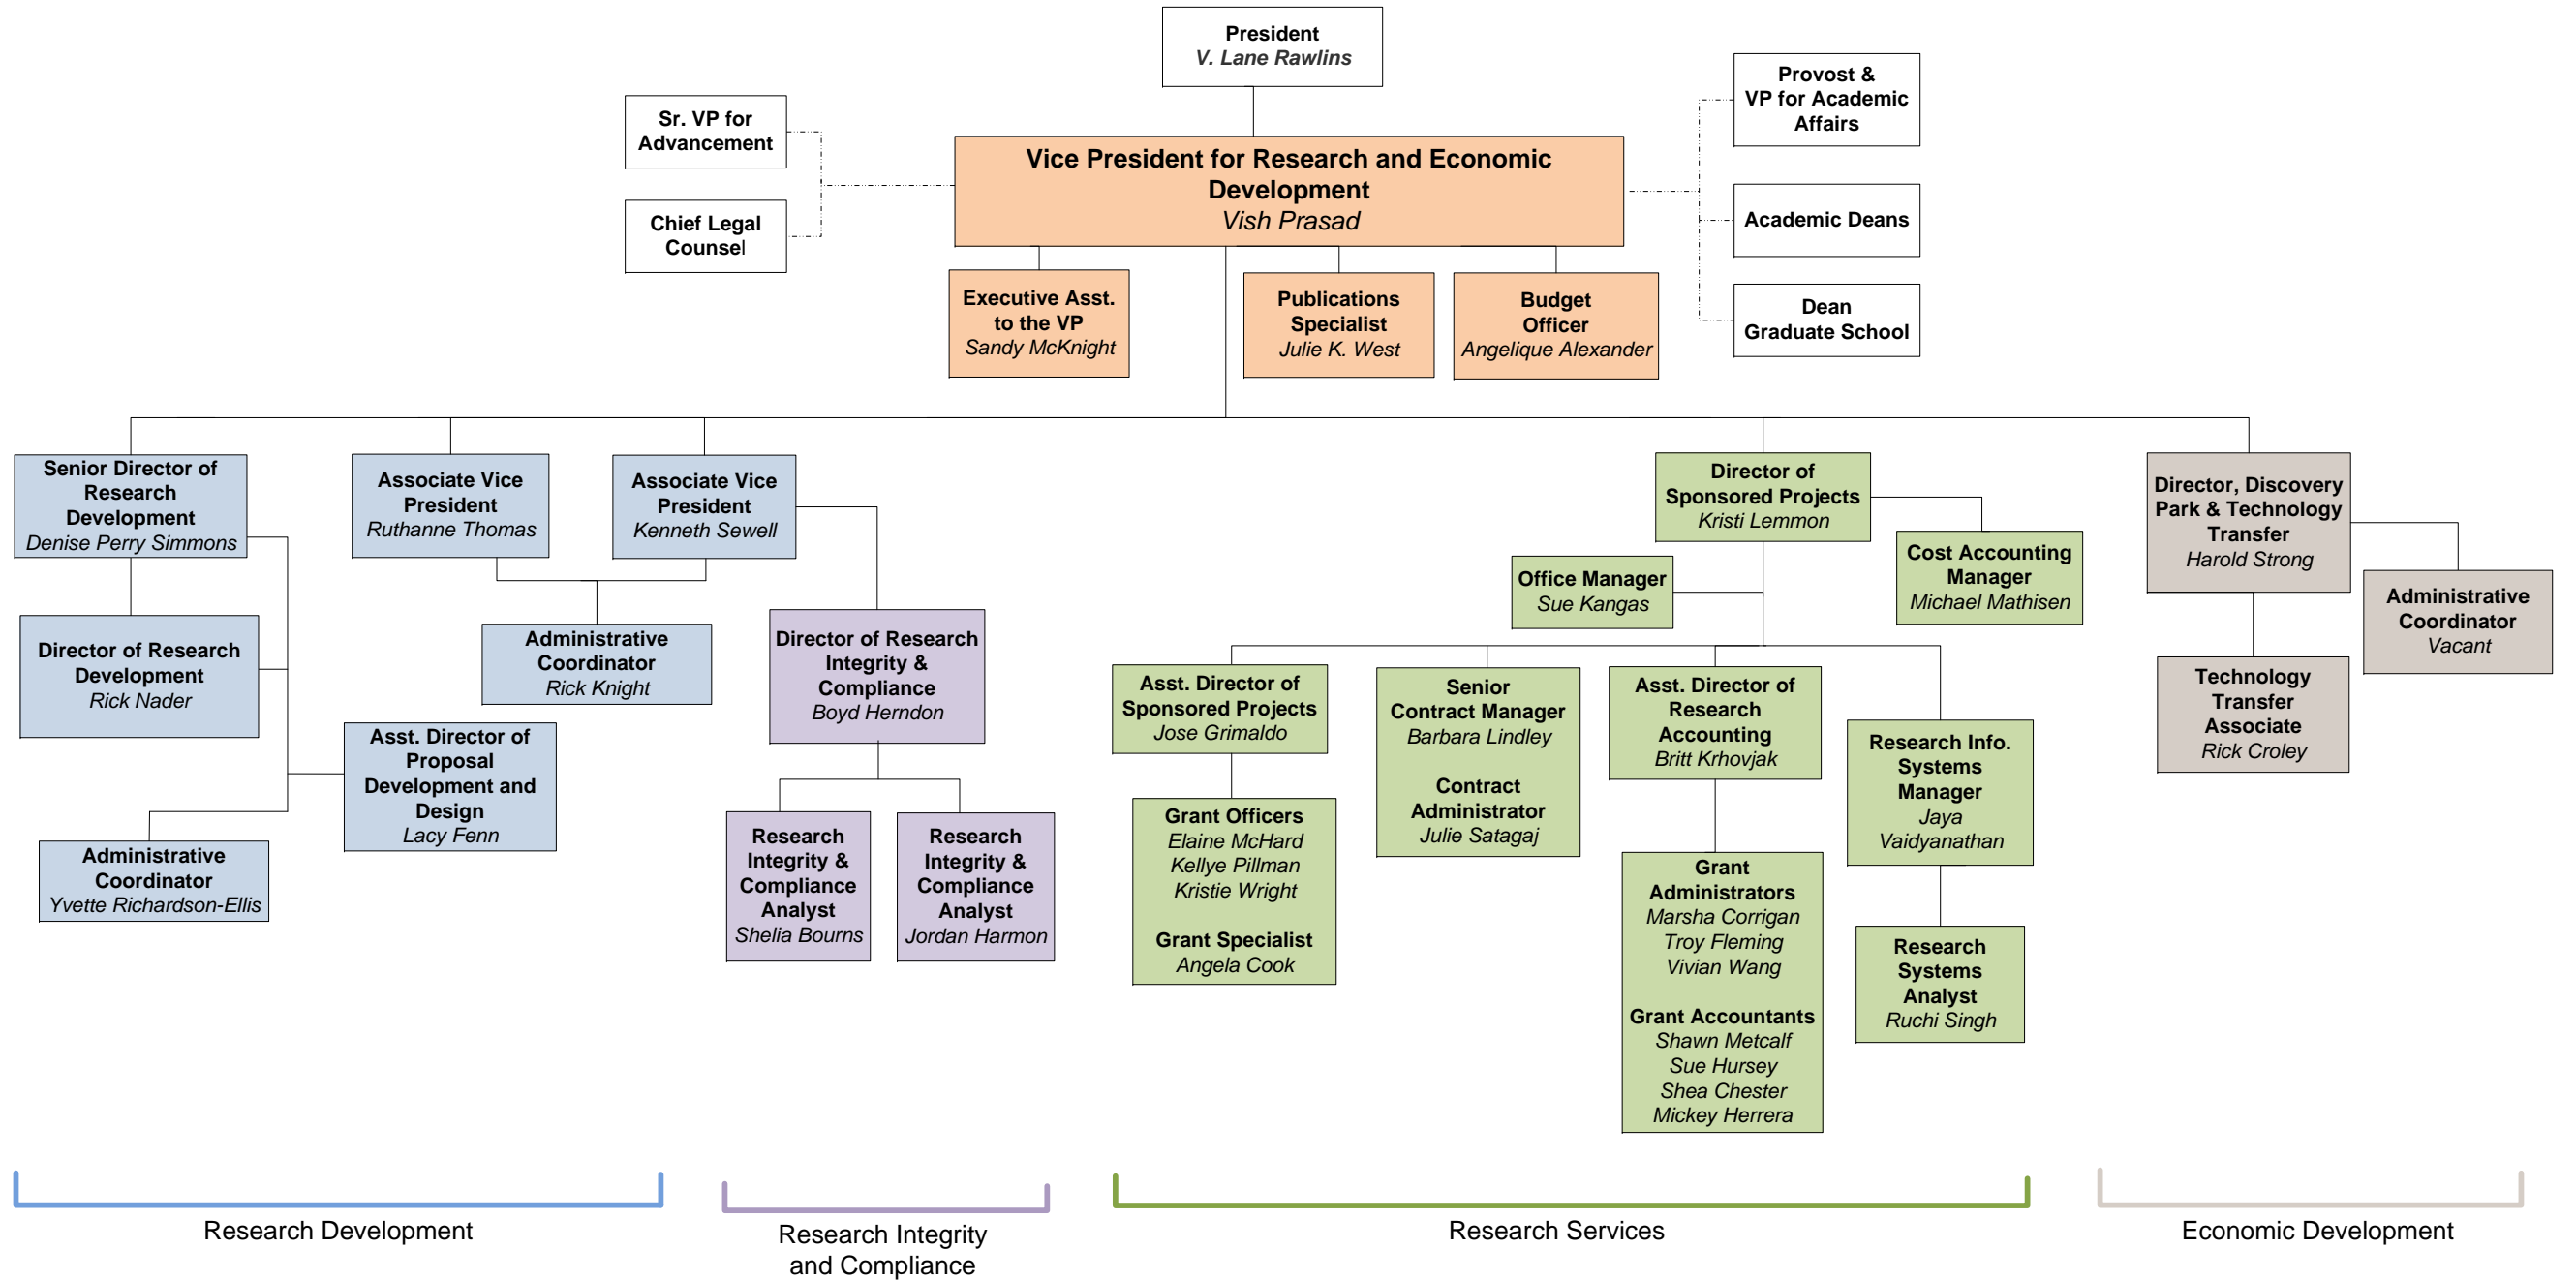 President
V. Lane Rawlins
Sr. VP for
Advancement
Chief Legal
Counsel
Vice President for Research and Economic
Development
Vish Prasad
Provost &
VP for Academic
Affairs
Academic Deans
Dean
Graduate School
Executive Asst.
to the VP
Sandy McKnight
Publications
Specialist
Julie K. West
Budget
Officer
Angelique Alexander
Senior Director of
Research
Development
Denise Perry Simmons
Associate Vice
President
Ruthanne Thomas
Associate Vice
President
Kenneth Sewell
Director of Research
Development
Rick Nader
Administrative
Coordinator
Rick Knight
Asst. Director of
Proposal
Development and
Design
Lacy Fenn
Administrative
Coordinator
Yvette Richardson-Ellis
Director of Research
Integrity &
Compliance
Boyd Herndon
Research
Integrity &
Compliance
Analyst
Shelia Bourns
Research
Integrity &
Compliance
Analyst
Jordan Harmon
Director of
Sponsored Projects
Kristi Lemmon
Cost Accounting
Manager
Michael Mathisen
Office Manager
Sue Kangas
Asst. Director of
Sponsored Projects
Jose Grimaldo
Grant Officers
Elaine McHard
Kellye Pillman
Kristie Wright
Grant Specialist
Angela Cook
Senior
Contract Manager
Barbara Lindley
Contract
Administrator
Julie Satagaj
Asst. Director of
Research
Accounting
Britt Krhovjak
Grant
Administrators
Marsha Corrigan
Troy Fleming
Vivian Wang
Grant Accountants
Shawn Metcalf
Sue Hursey
Shea Chester
Mickey Herrera
Research Info.
Systems
Manager
Jaya
Vaidyanathan
Research
Systems
Analyst
Ruchi Singh
Director, Discovery
Park & Technology
Transfer
Harold Strong
Administrative
Coordinator
Vacant
Technology
Transfer
Associate
Rick Croley
Research Development
Research Integrity
and Compliance
Research Services
Economic Development